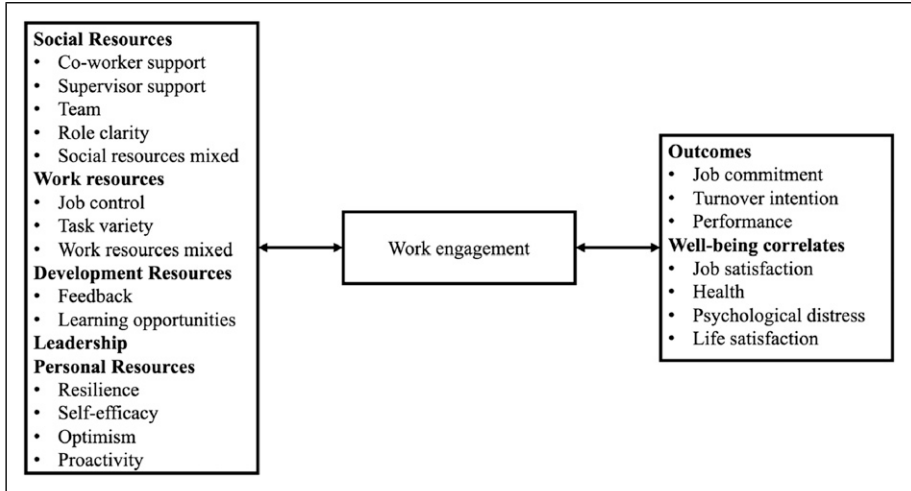 Social Resources
• Co-worker support
• Supervisor support
• Team
• Role clarity
• Social resources mixed
Work resources
• Job control
• Task variety
• Work resources mixed
Development Resources
• Feedback
• Learning opportunities
Leadership
Personal Resources
• Resilience
• Self-efficacy
• Optimism
• Proactivity
Work engagement
Outcomes
• Job commitment
• Turnover intention
• Performance
Well-being correlates
• Job satisfaction
• Health
• Psychological distress
• Life satisfaction